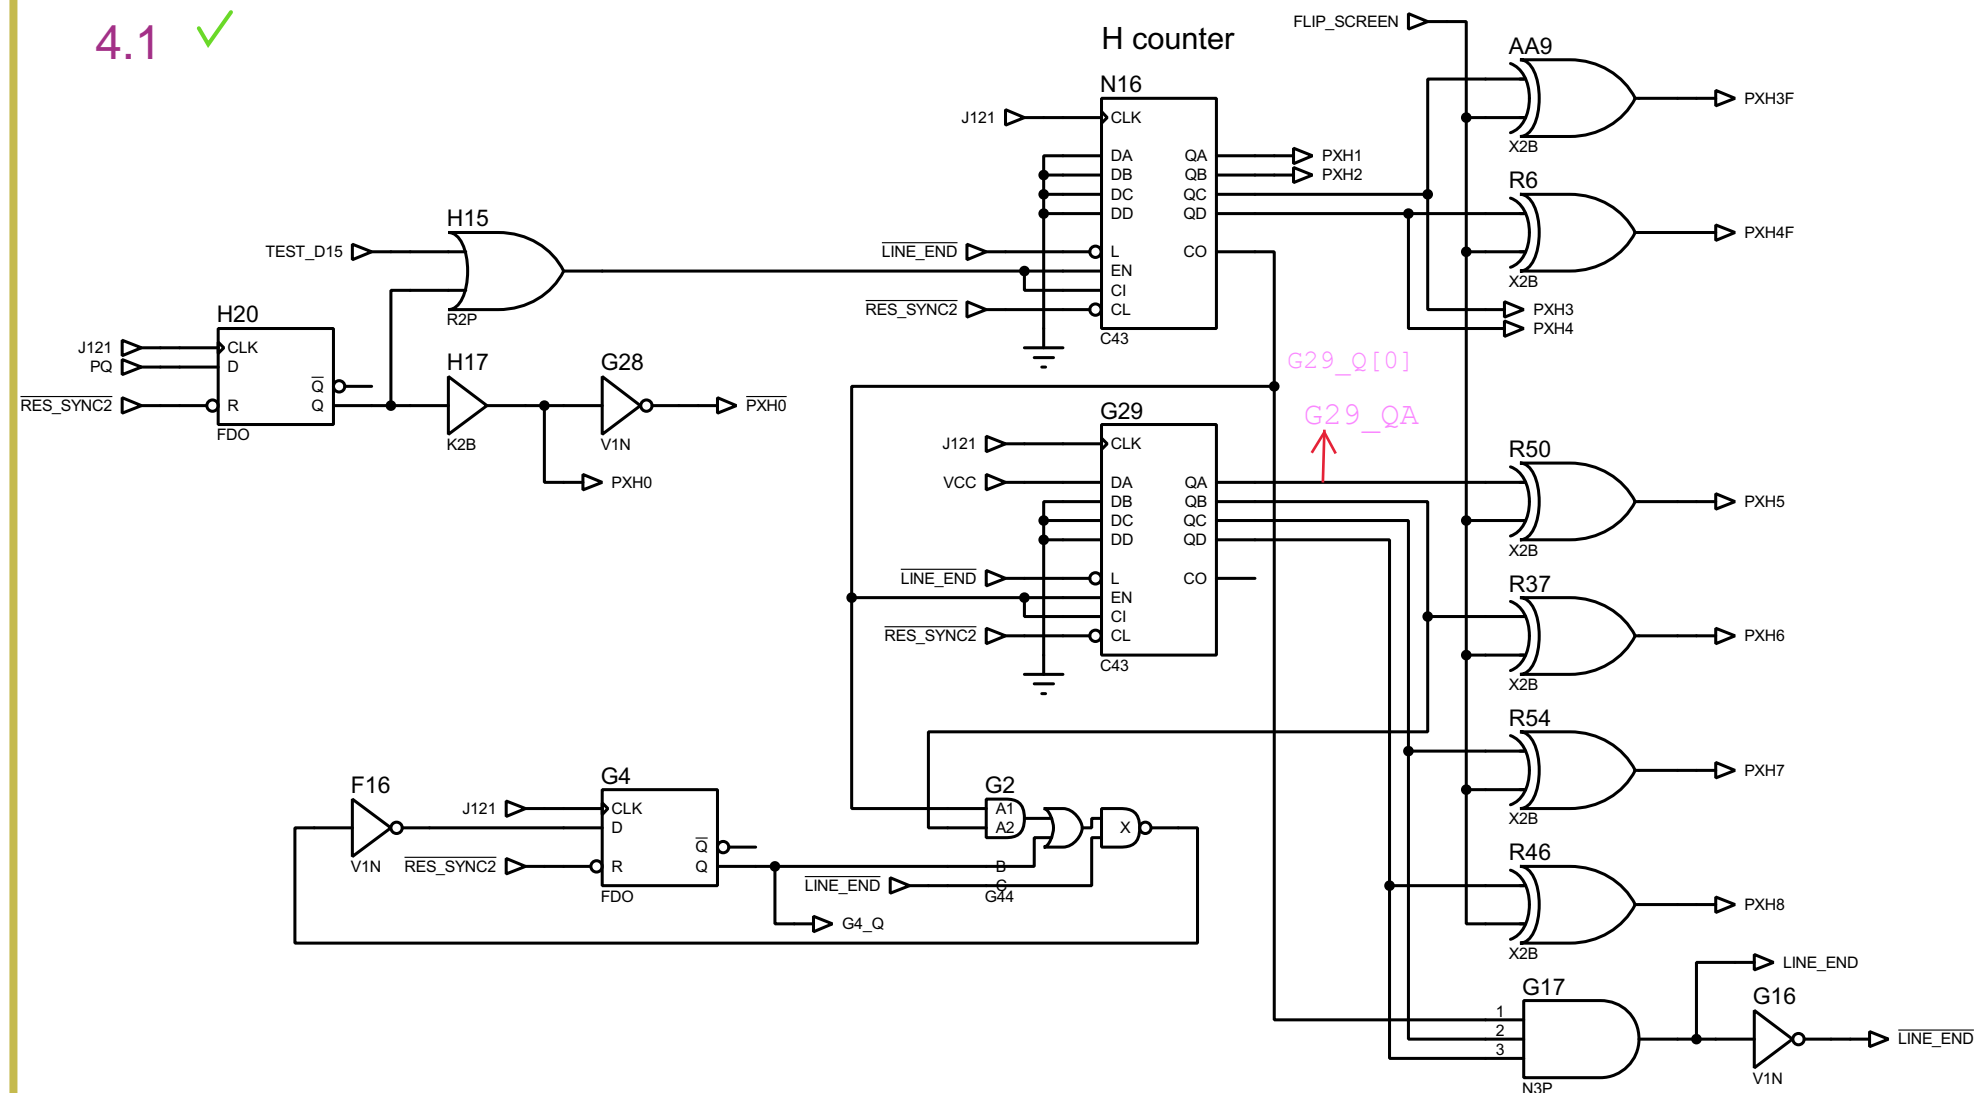 4.1
H counter
FLIP_SCREEN
AA9
PXH3F
X2B
N16
J121
CLK
DA QA PXH1
DB QB PXH2
DC QC
DD QD
LINE_END L CO
EN
CI
RES_SYNC2 CL
C43
R6
PXH4F
X2B
PXH3
PXH4
H15
TEST_D15
R2P
H20
J121 CLK
PQ D
Q
RES_SYNC2 R Q
FDO
H17
K2B
G28
V1N
PXH0
PXH0
G29_Q[0]
G29_QA
G29
J121 CLK
VCC DA QA
DB QB
DC QC
DD QD
LINE_END L CO
EN
CI
RES_SYNC2 CL
C43
R50
PXH5
X2B
R37
PXH6
X2B
R54
PXH7
X2B
R46
PXH8
X2B
F16
V1N
G4
J121 CLK
D
Q
RES_SYNC2 R Q
FDO
G4_Q
G2
A1
A2 X
B
LINE_END C
G44
G17
1
2
3
N3P
LINE_END
G16
LINE_END
V1N